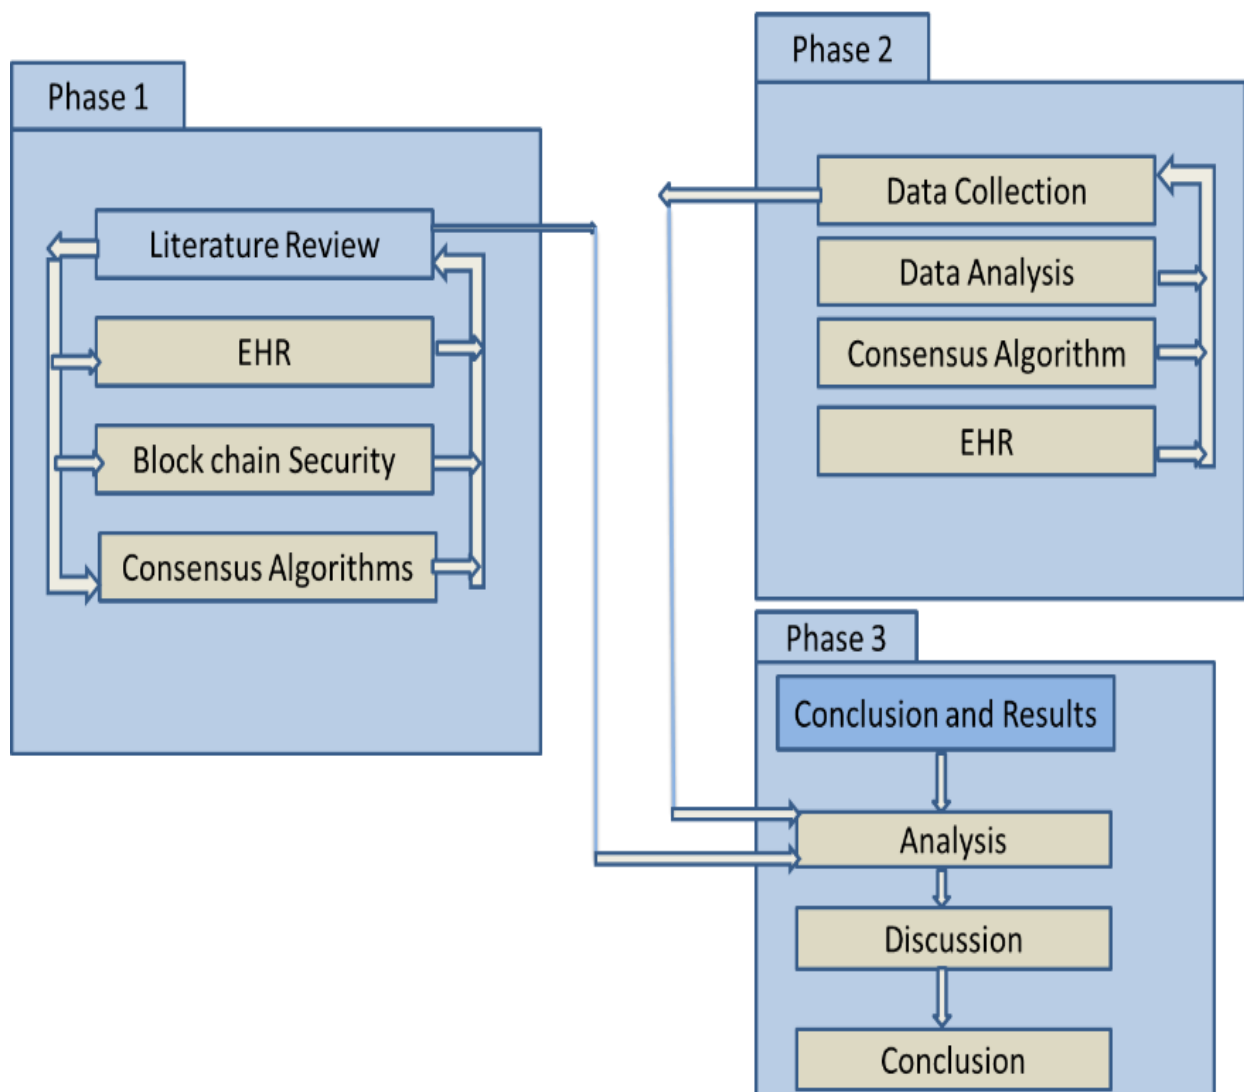 Phase 1
Literature Review
EHR
Block chain Security
Consensus Algorithms
Phase 2
Data Collection
Data Analysis
Consensus Algorithm
EHR
Phase 3
Conclusion and Results
Analysis
Discussion
Conclusion